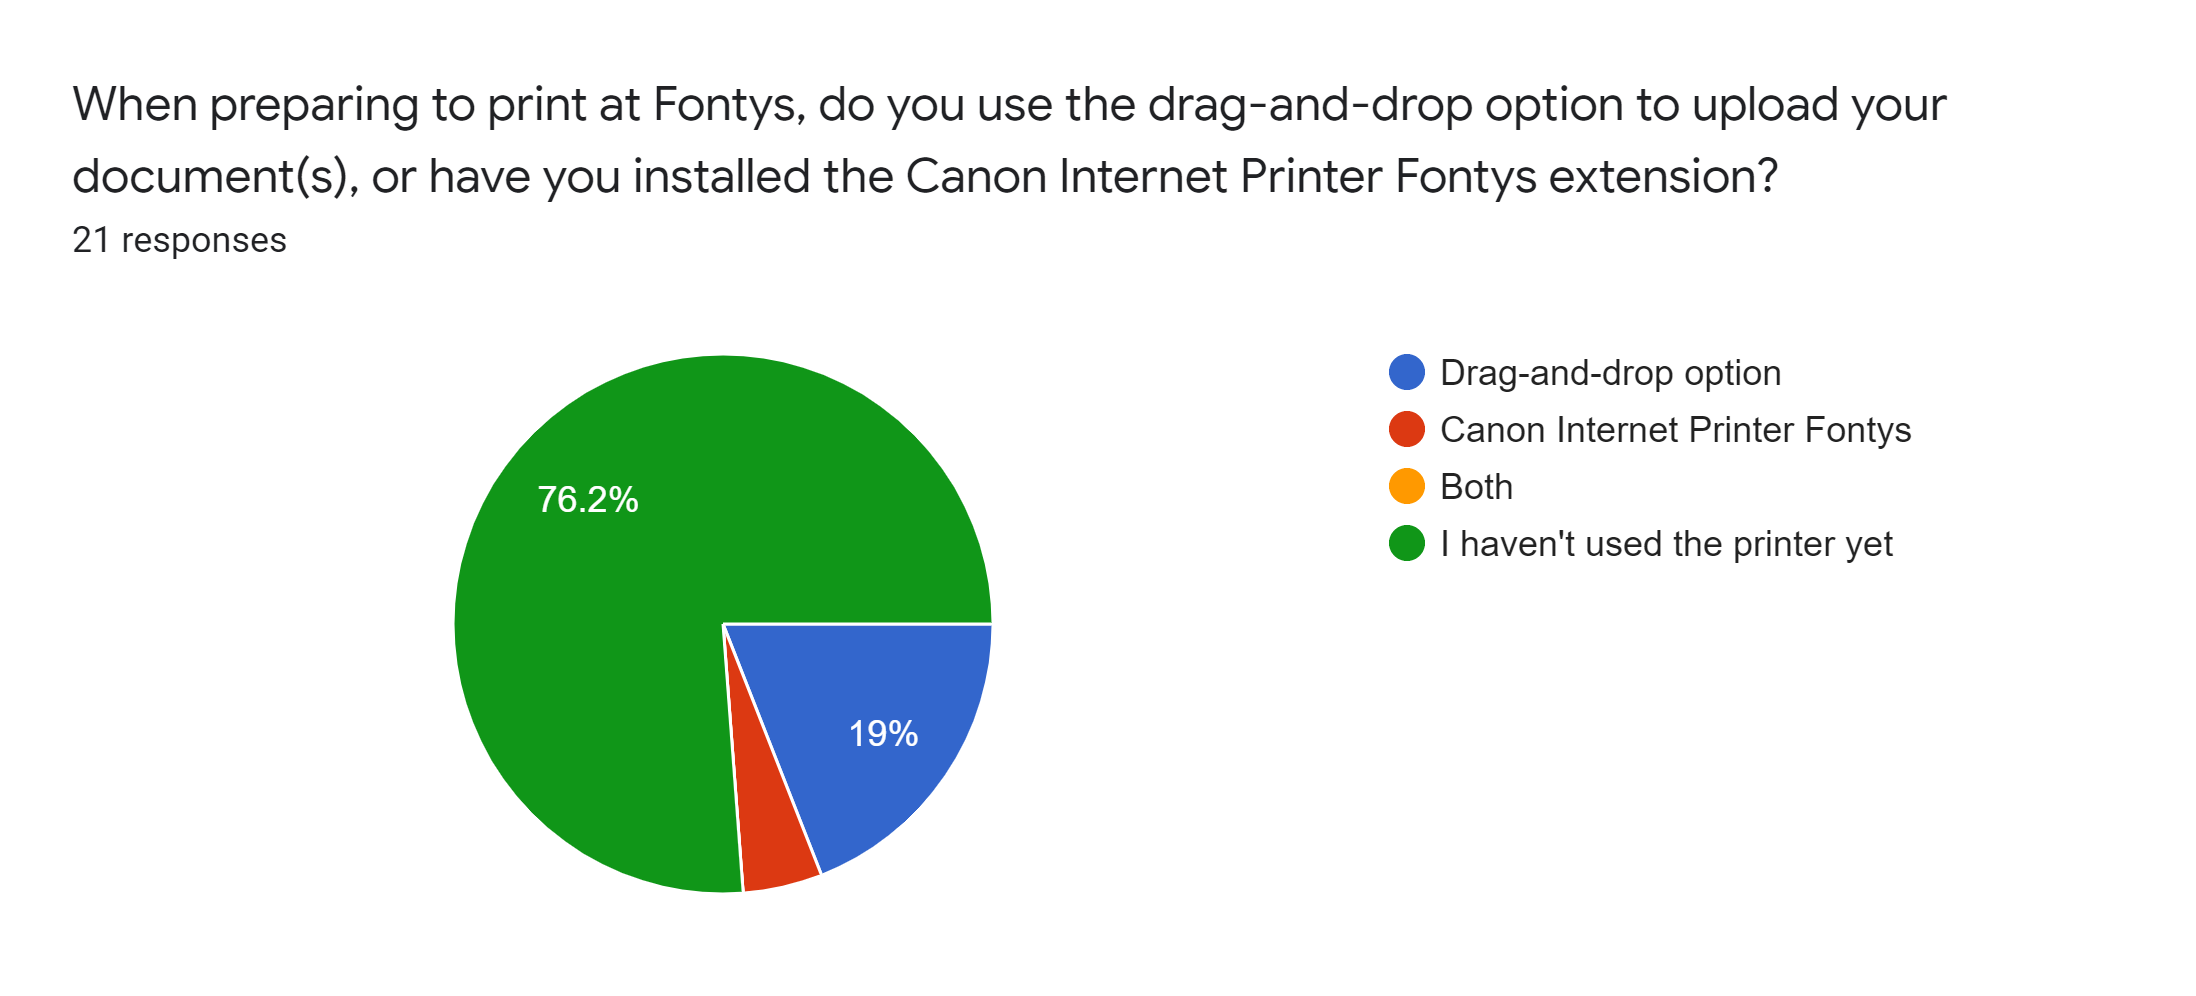 When preparing to print at Fontys, do you use the drag-and-drop option to upload your
document(s), or have you installed the Canon Internet Printer Fontys extension?
21 responses
Drag-and-drop option
Canon Internet Printer Fontys
Both
I haven't used the printer yet
76.2%
19%